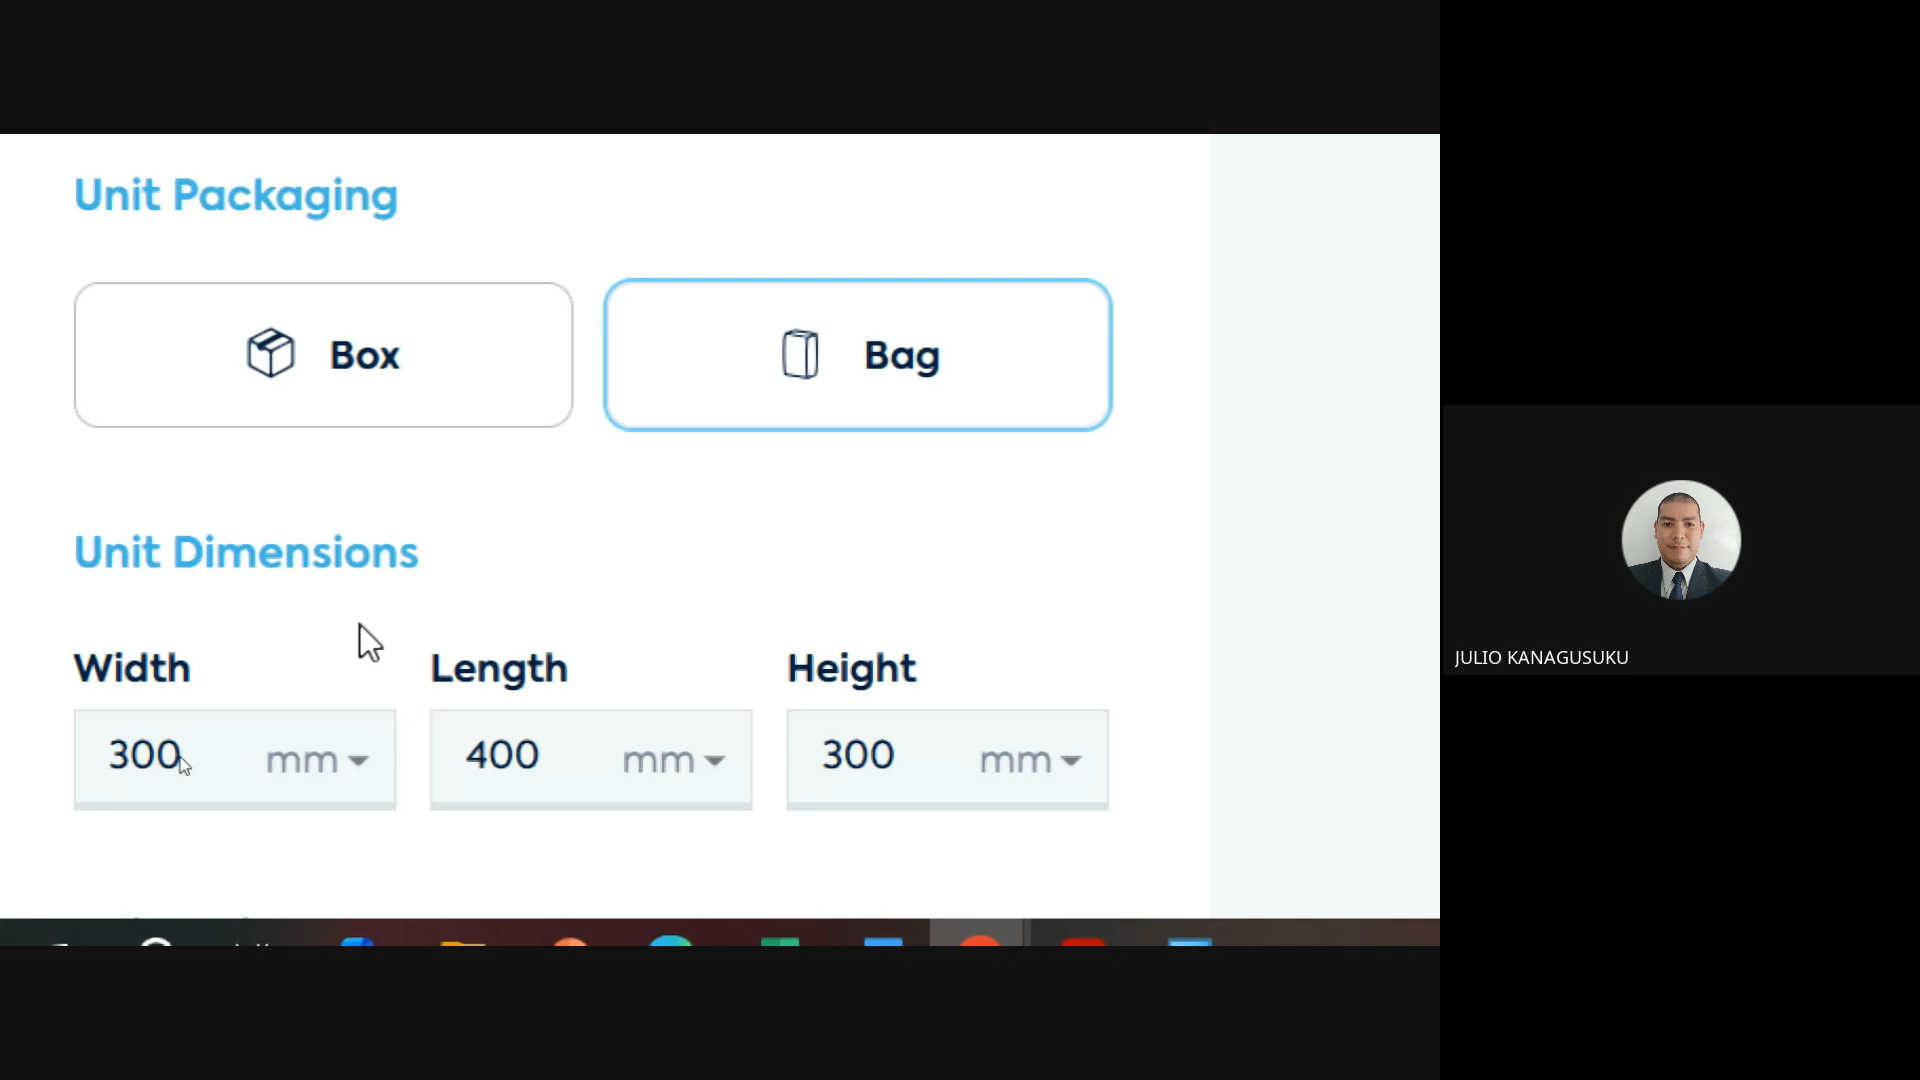 Unit Packaging
Box
Bag
Unit Dimensions
Width
Length
Height
300 mm
400 mm
300 mm
JULIO KANAGUSUKU